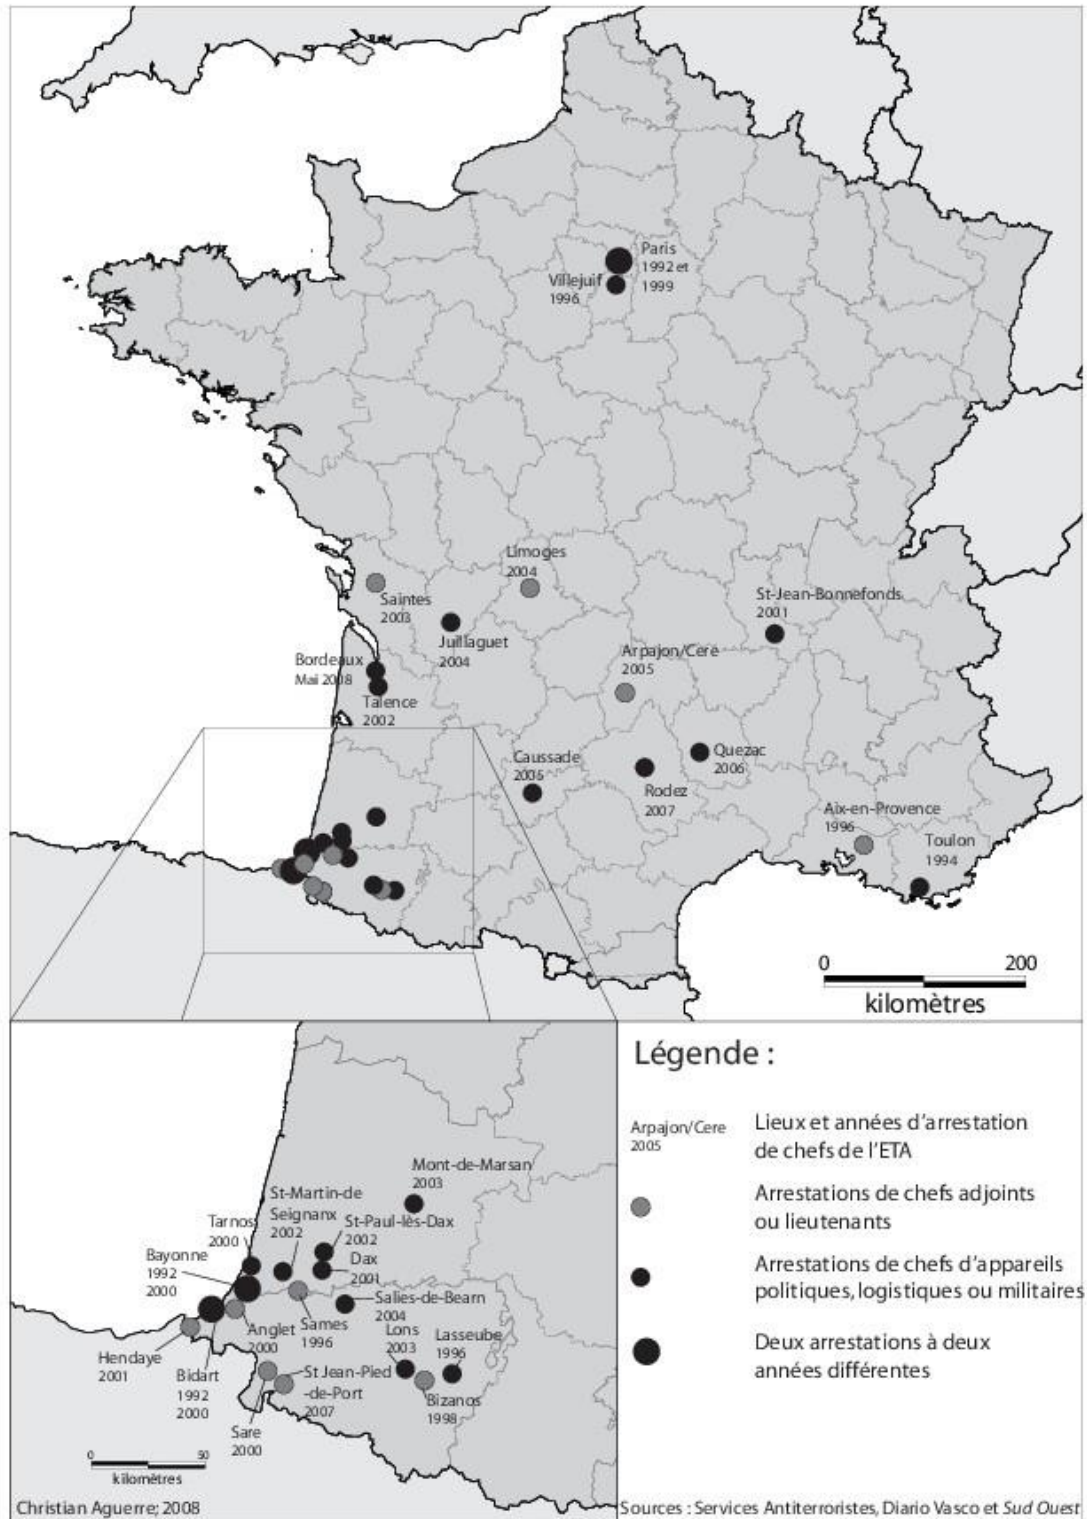 Paris
1992 et
1999
Villejuif
1996
Limoges
2004
Saintes
2003
Juillaguet
2004
St-Jean-Bonnefonds
2001
Arpajon/Cere
2005
Bordeaux
Mai 2008
Talence
2002
Caussade
Quezac
2006
Rodez
2007
Aix-en-Provence
1996
Toulon
1994
0 200
kilomètres
Mont-de-Marsan
2003
St-Martin-de
Seignanx
2002
St-Paul-lès-Dax
2002
Tarnos
2000
Dax
2001
Bayonne
1992
2000
Salies-de-Bearn
2004
Sames
1996
Anglet
2000
Lons
2003
Lasseube
1996
Hendaye
2001
Bidart
1992
2000
St Jean-Pied
-de-Port
2007
Bizanos
1998
Sare
2000
0 50
kilomètres
Christian Aguerre; 2008
Légende :
Arpajon/Cere
2005
Lieux et années d'arrestation
de chefs de l'ETA
Arrestations de chefs adjoints
ou lieutenants
Arrestations de chefs d'appareils
politiques, logistiques ou militaires
Deux arrestations à deux
années différentes
Sources : Services Antiterroristes, Diario Vasco et Sud Ouest